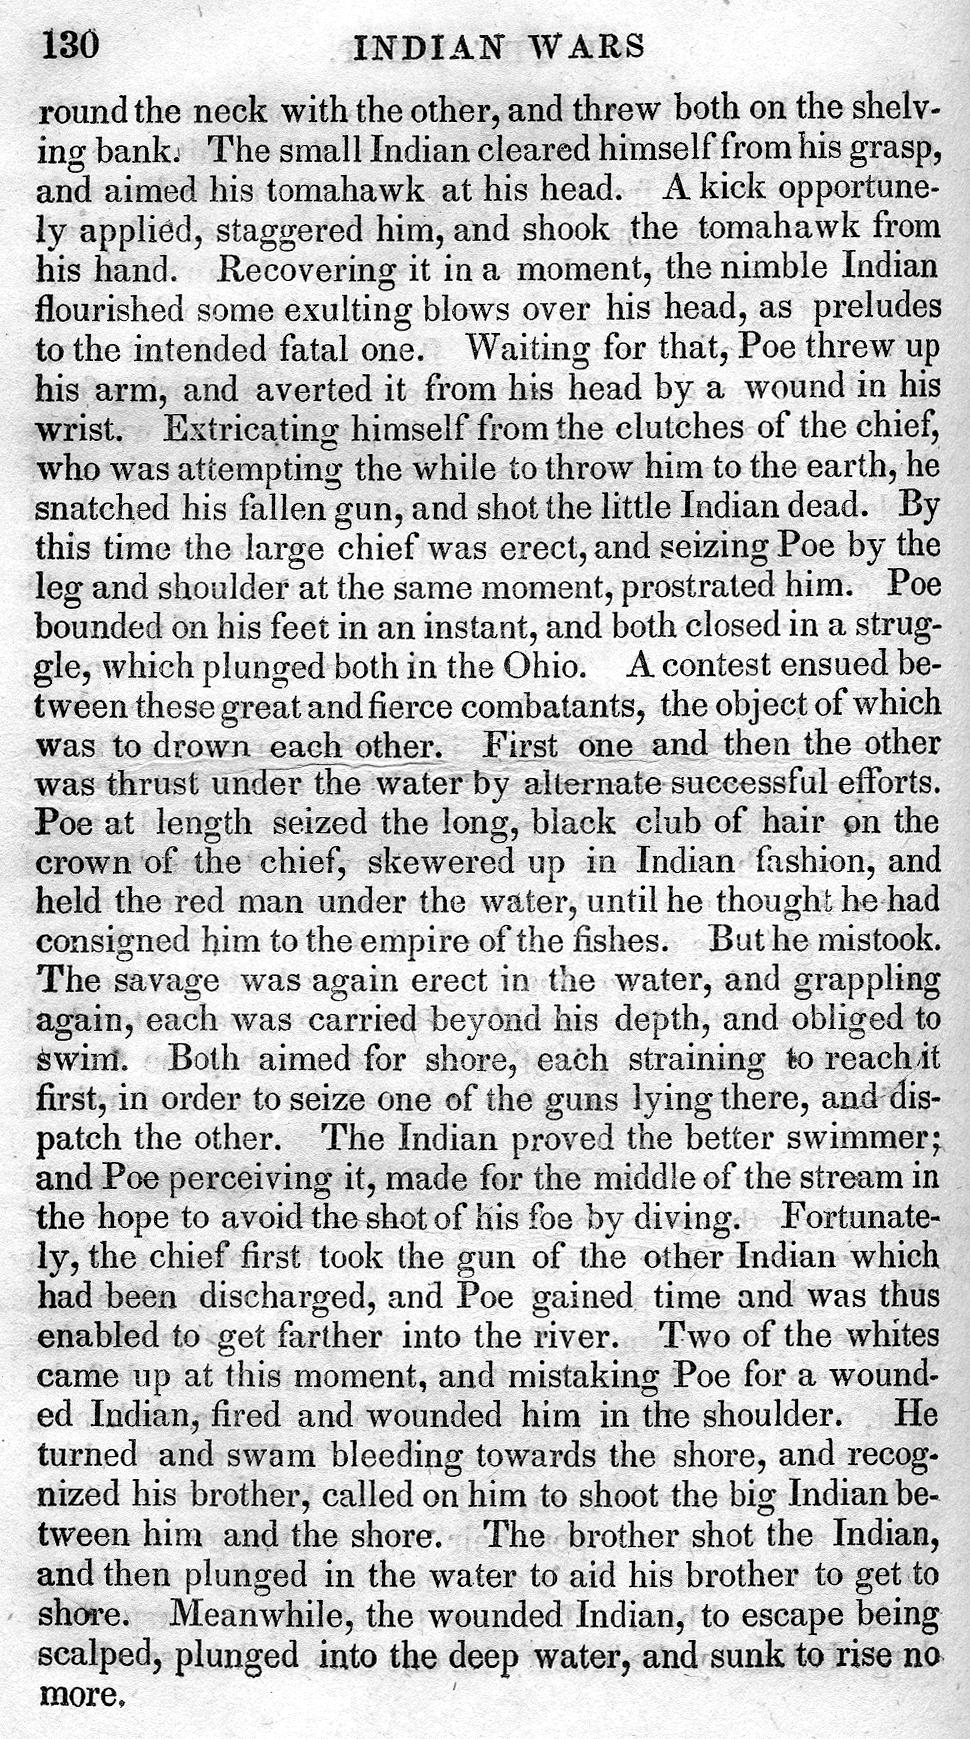 130 INDIAN WARS
round the neck with the other, and threw both on the shelv-
ing bank. The small Indian cleared himself from his grasp,
and aimed his tomahawk at his head. A kick opportune-
ly applied, staggered him, and shook the tomahawk from
his hand. Recovering it in a moment, the nimble Indian
flourished some exulting blows over his head, as preludes
to the intended fatal one. Waiting for that, Poe threw up
his arm, and averted it from his head by a wound in his
wrist. Extricating himself from the clutches of the chief,
who was attempting the while to throw him to the earth, he
snatched his fallen gun, and shot the little Indian dead. By
this time the large chief was erect, and seizing Poe by the
leg and shoulder at the same moment, prostrated him. Poe
bounded on his feet in an instant, and both closed in a strug-
gle, which plunged both in the Ohio. A contest ensued be-
tween these great and fierce combatants, the object of which
was to drown each other. First one and then the other
was thrust under the water by alternate successful efforts.
Poe at length seized the long, black club of hair on the
crown of the chief, skewered up in Indian fashion, and
held the red man under the water, until he thought he had
consigned him to the empire of the fishes. But he mistook.
The savage was again erect in the water, and grappling
again, each was carried beyond his depth, and obliged to
swim. Both aimed for shore, each straining to reach it
first, in order to seize one of the guns lying there, and dis-
patch the other. The Indian proved the better swimmer;
and Poe perceiving it, made for the middle of the stream in
the hope to avoid the shot of his foe by diving. Fortunate-
ly, the chief first took the gun of the other Indian which
had been discharged, and Poe gained time and was thus
enabled to get farther into the river. Two of the whites
came up at this moment, and mistaking Poe for a wound-
ed Indian, fired and wounded him in the shoulder. He
turned and swam bleeding towards the shore, and recog-
nized his brother, called on him to shoot the big Indian be-
tween him and the shore. The brother shot the Indian,
and then plunged in the water to aid his brother to get to
shore. Meanwhile, the wounded Indian, to escape being
scalped, plunged into the deep water, and sunk to rise no
more.